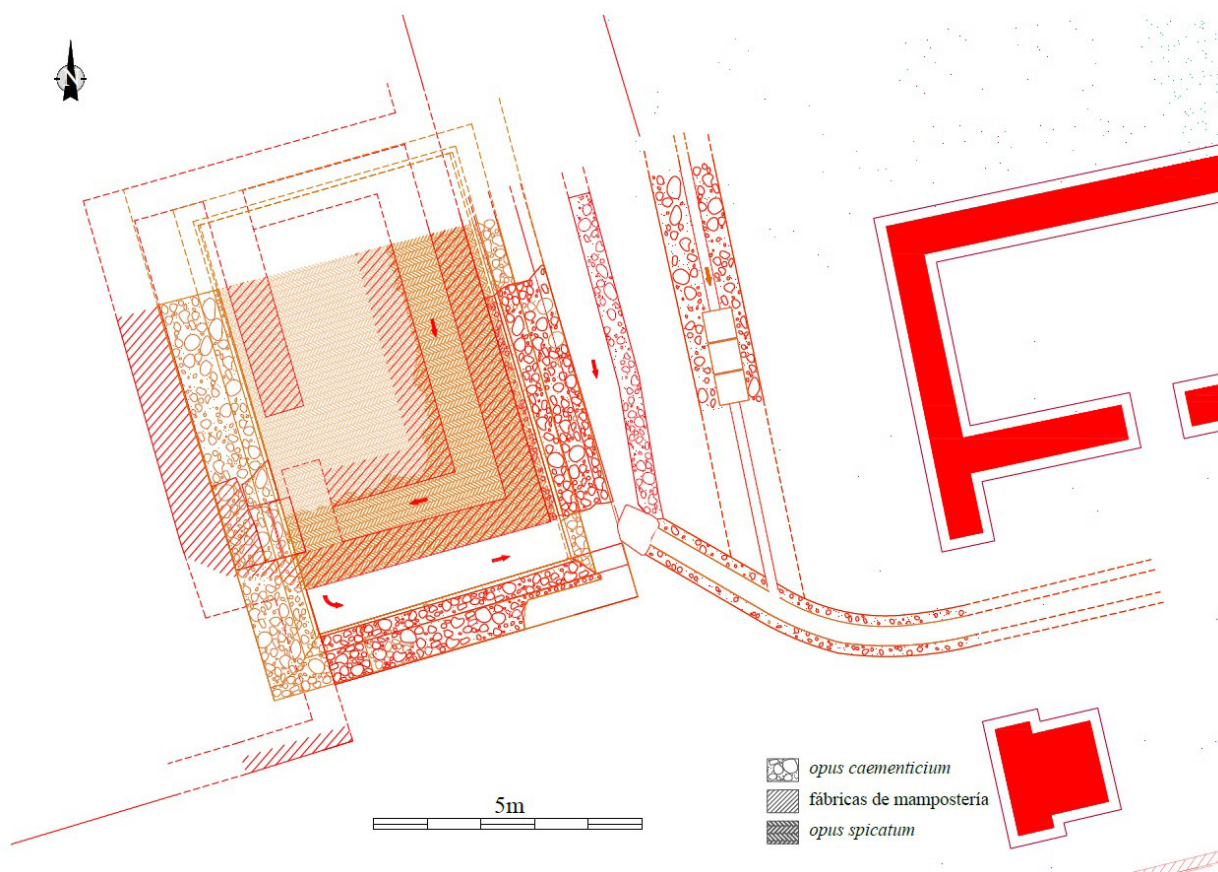 N
opus caementicium
fábricas de mampostería
5m
opus spicatum